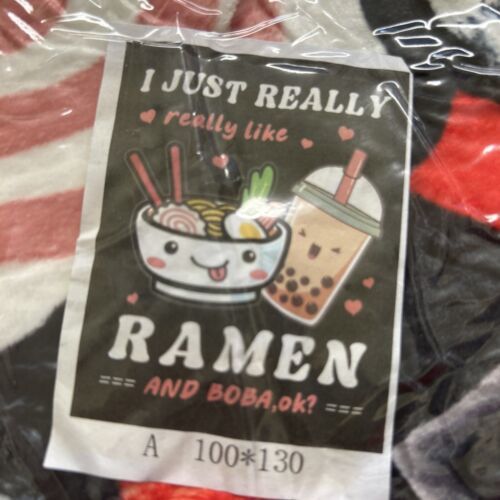 I JUST REALLY
really like
RAMEN
=== AND BOBA,ok? ===
A 100*130